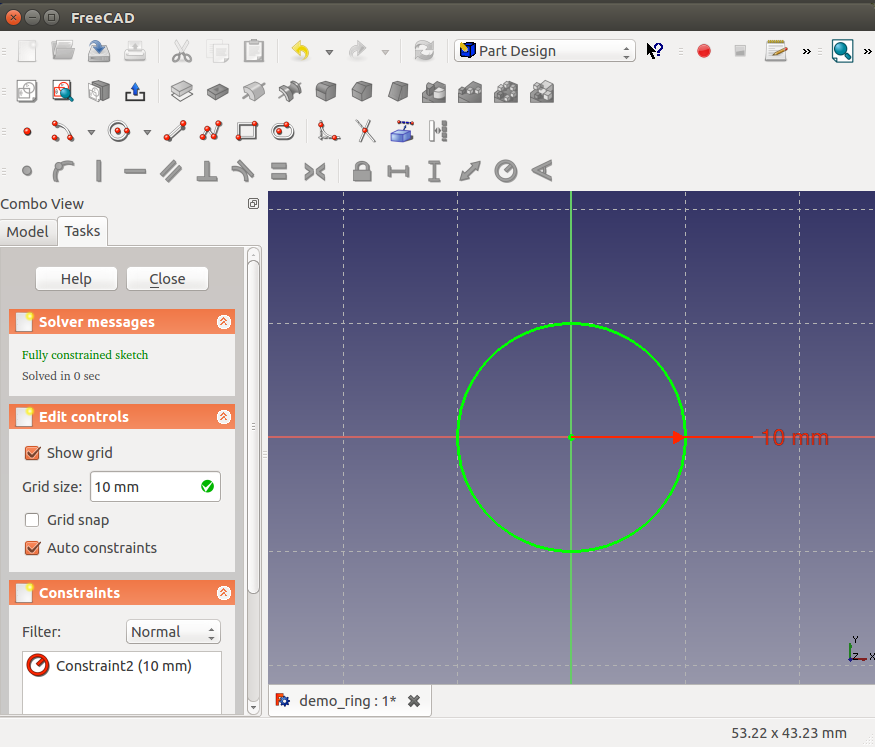 FreeCAD
Part Design
Combo View
Model
Tasks
Help
Close
Solver messages
Fully constrained sketch
Solved in 0 sec
Edit controls
Show grid
Grid size:
10 mm
Grid snap
Auto constraints
Constraints
Filter:
Normal
Constraint2 (10 mm)
10 mm
Y
Z
X
demo_ring : 1*
53.22 x 43.23 mm